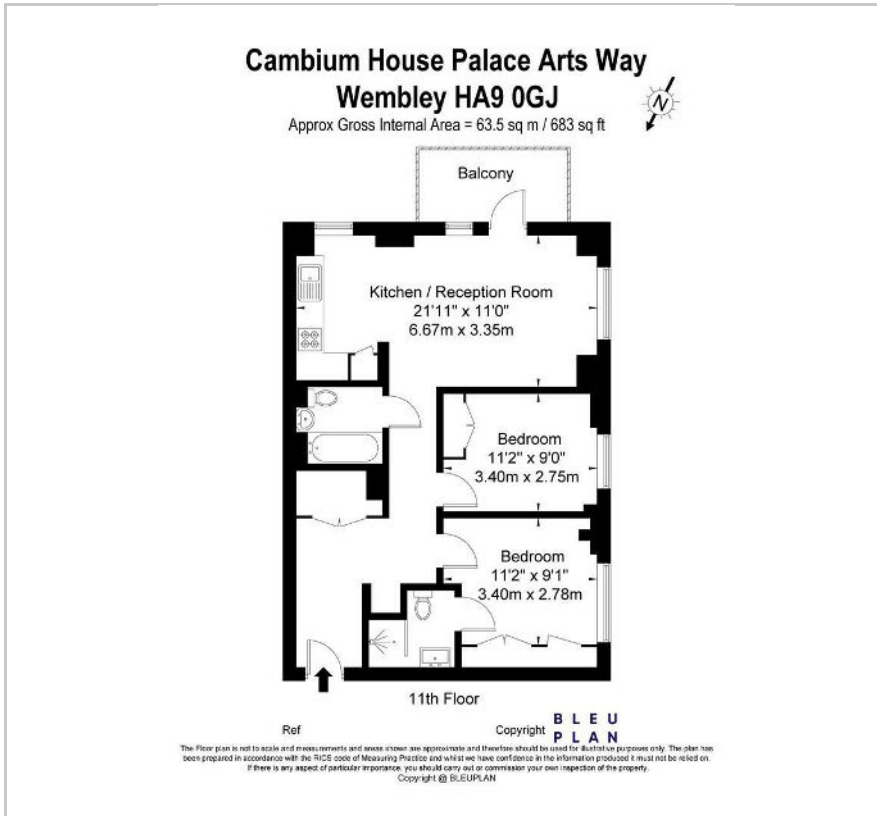 Cambium House Palace Arts Way
Wembley HA9 0GJ
Approx Gross Internal Area = 63.5 sq m / 683 sq ft
N
Balcony
Kitchen / Reception Room
21'11" x 11'0"
6.67m x 3.35m
Bedroom
11'2" x 9'0"
3.40m x 2.75m
Bedroom
11'2" x 9'1"
3.40m x 2.78m
11th Floor
Ref
Copyright
BLEU
PLAN
The Floor plan is not to scale and measurements and areas shown are approximate and therefore should be used for illustrative purposes only. The plan has
been prepared in accordance with the RICS code of Measuring Practice and whilst we have confidence in the information produced it must not be relied on.
If there is any aspect of particular importance, you should carry out or commission your own inspection of the property.
Copyright @ BLEUPLAN